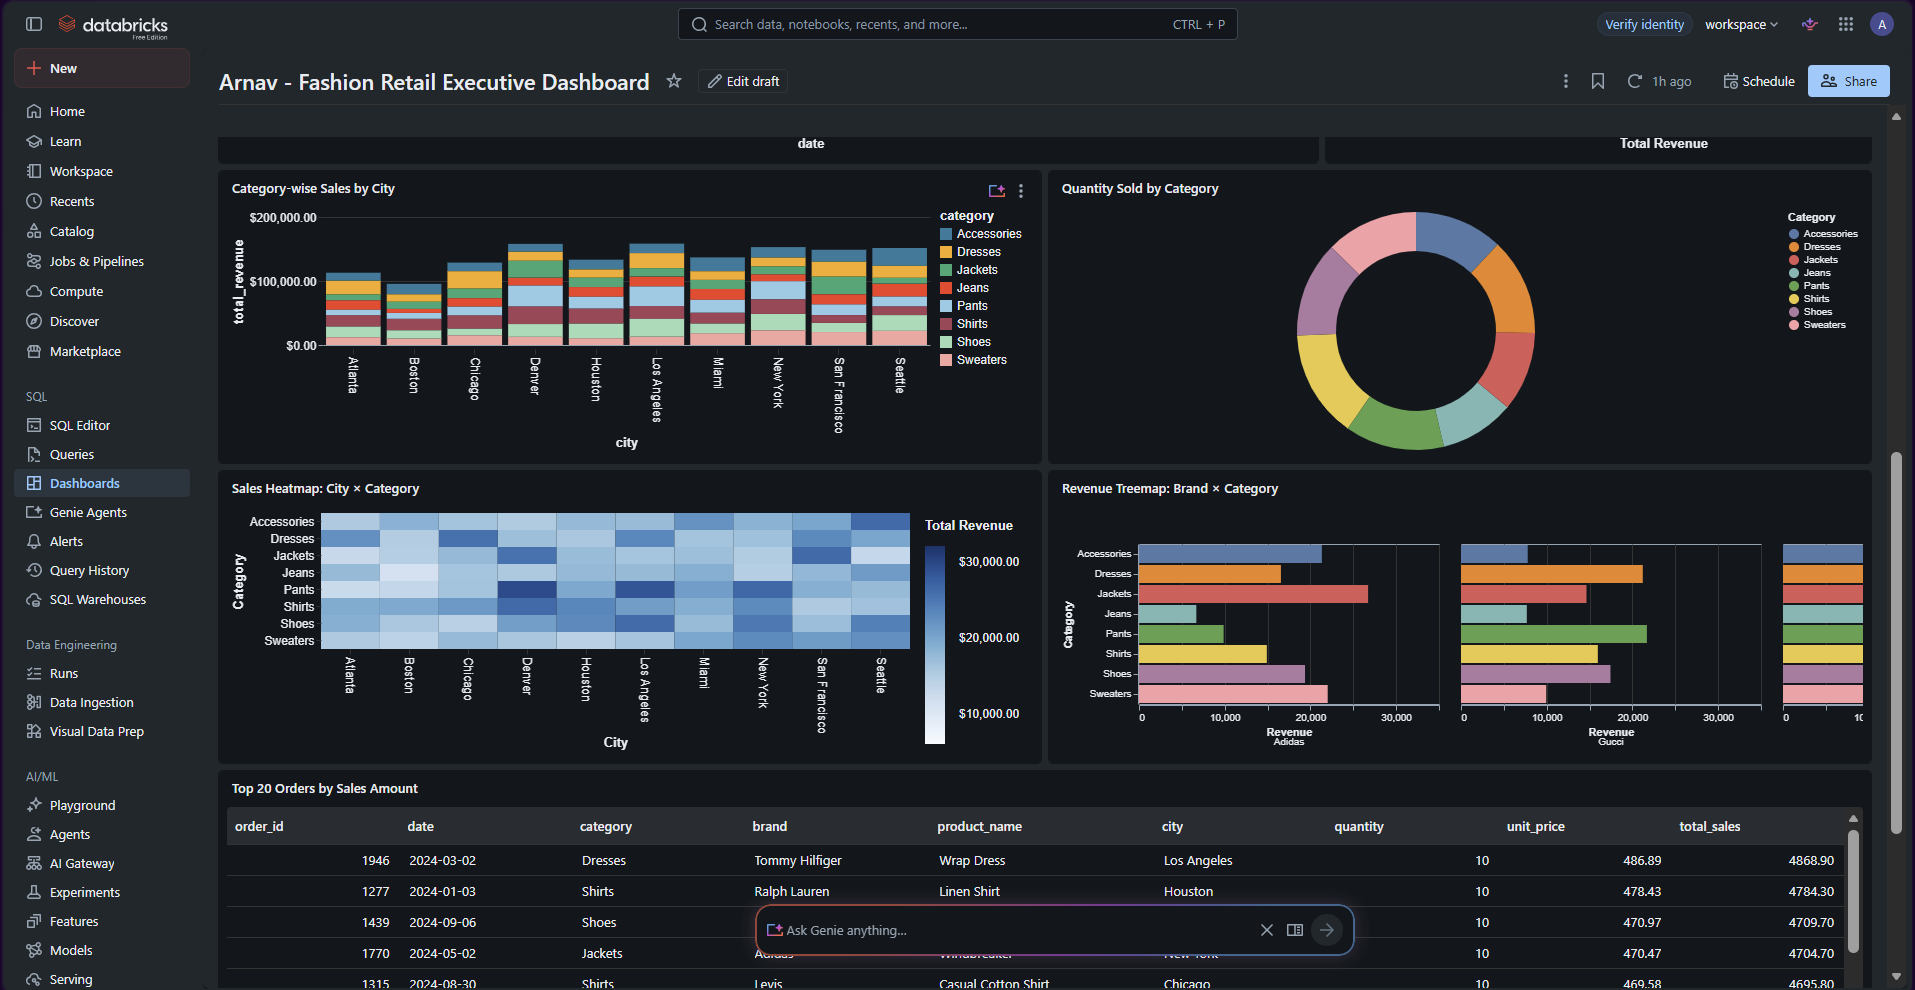 databricks
Free Edition
Search data, notebooks, recents, and more...
CTRL + P
Verify identity
workspace
A
New
Home
Learn
Workspace
Recents
Catalog
Jobs & Pipelines
Compute
Discover
Marketplace
SQL
SQL Editor
Queries
Dashboards
Genie Agents
Alerts
Query History
SQL Warehouses
Data Engineering
Runs
Data Ingestion
Visual Data Prep
AI/ML
Playground
Agents
AI Gateway
Experiments
Features
Models
Serving
Arnav - Fashion Retail Executive Dashboard
Edit draft
1h ago
Schedule
Share
date
Total Revenue
Category-wise Sales by City
total_revenue
$200,000.00
$100,000.00
$0.00
Atlanta
Boston
Chicago
Denver
Houston
Los Angeles
Miami
New York
San Francisco
Seattle
city
category
Accessories
Dresses
Jackets
Jeans
Pants
Shirts
Shoes
Sweaters
Quantity Sold by Category
Category
Accessories
Dresses
Jackets
Jeans
Pants
Shirts
Shoes
Sweaters
Sales Heatmap: City × Category
Category
Accessories
Dresses
Jackets
Jeans
Pants
Shirts
Shoes
Sweaters
Atlanta
Boston
Chicago
Denver
Houston
Los Angeles
Miami
New York
San Francisco
Seattle
City
Total Revenue
$30,000.00
$20,000.00
$10,000.00
Revenue Treemap: Brand × Category
Category
Accessories
Dresses
Jackets
Jeans
Pants
Shirts
Shoes
Sweaters
0 10,000 20,000 30,000
Revenue
Adidas
0 10,000 20,000 30,000
Revenue
Gucci
0
Top 20 Orders by Sales Amount
order_id date category brand product_name city quantity unit_price total_sales
1946 2024-03-02 Dresses Tommy Hilfiger Wrap Dress Los Angeles 10 486.89 4868.90
1277 2024-01-03 Shirts Ralph Lauren Linen Shirt Houston 10 478.43 4784.30
1439 2024-09-06 Shoes 10 470.97 4709.70
Ask Genie anything...
1770 2024-05-02 Jackets Adidas Windbreaker New York 10 470.47 4704.70
1315 2024-08-30 Shirts Levis Casual Cotton Shirt Chicago 10 469.58 4695.80